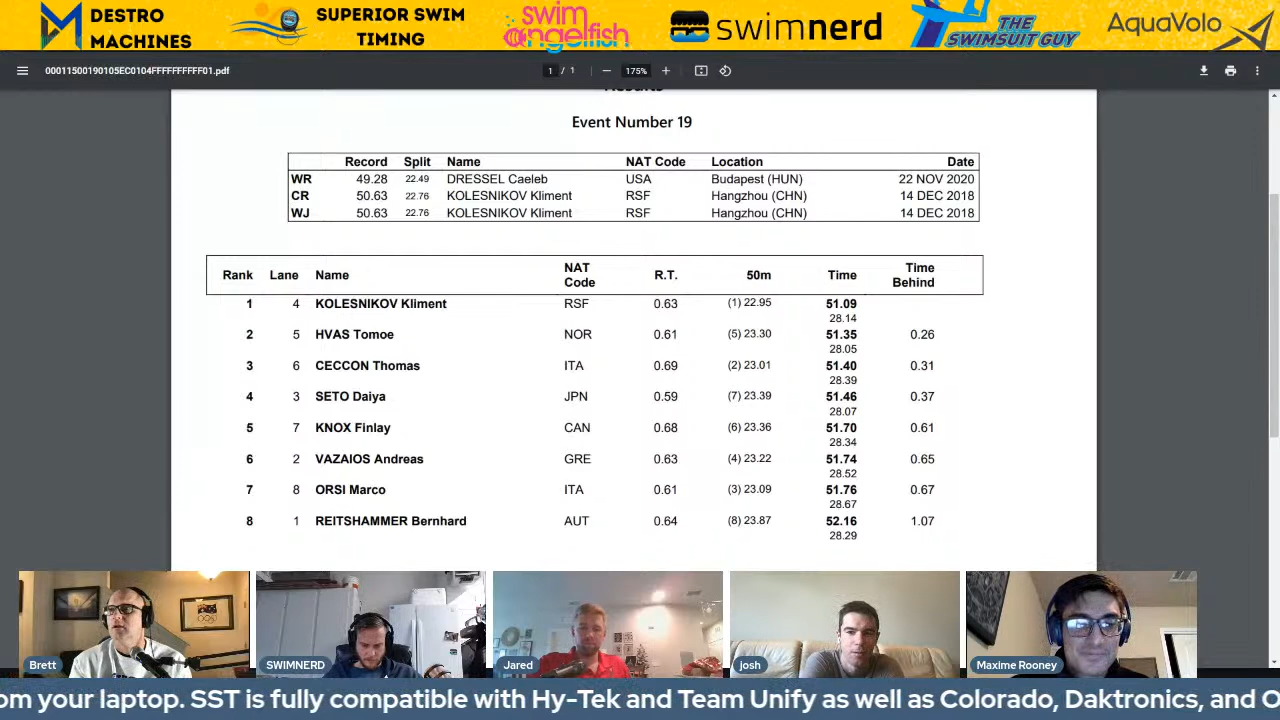 DESTRO MACHINES
SUPERIOR SWIM TIMING
swim angelfish
swimnerd
THE SWIMSUIT GUY
AquaVolo
00011500190105EC0104FFFFFFFFFF01.pdf
1 / 1
175%
Results
Event Number 19
Record Split Name NAT Code Location Date
WR 49.28 22.49 DRESSEL Caeleb USA Budapest (HUN) 22 NOV 2020
CR 50.63 22.76 KOLESNIKOV Kliment RSF Hangzhou (CHN) 14 DEC 2018
WJ 50.63 22.76 KOLESNIKOV Kliment RSF Hangzhou (CHN) 14 DEC 2018
Rank Lane Name NAT Code R.T. 50m Time Time Behind
1 4 KOLESNIKOV Kliment RSF 0.63 (1) 22.95 51.09
28.14
2 5 HVAS Tomoe NOR 0.61 (5) 23.30 51.35 0.26
28.05
3 6 CECCON Thomas ITA 0.69 (2) 23.01 51.40 0.31
28.39
4 3 SETO Daiya JPN 0.59 (7) 23.39 51.46 0.37
28.07
5 7 KNOX Finlay CAN 0.68 (6) 23.36 51.70 0.61
28.34
6 2 VAZAIOS Andreas GRE 0.63 (4) 23.22 51.74 0.65
28.52
7 8 ORSI Marco ITA 0.61 (3) 23.09 51.76 0.67
28.67
8 1 REITSHAMMER Bernhard AUT 0.64 (8) 23.87 52.16 1.07
28.29
Brett
SWIMNERD
Jared
josh
Maxime Rooney
om your laptop. SST is fully compatible with Hy-Tek and Team Unify as well as Colorado, Daktronics, and O